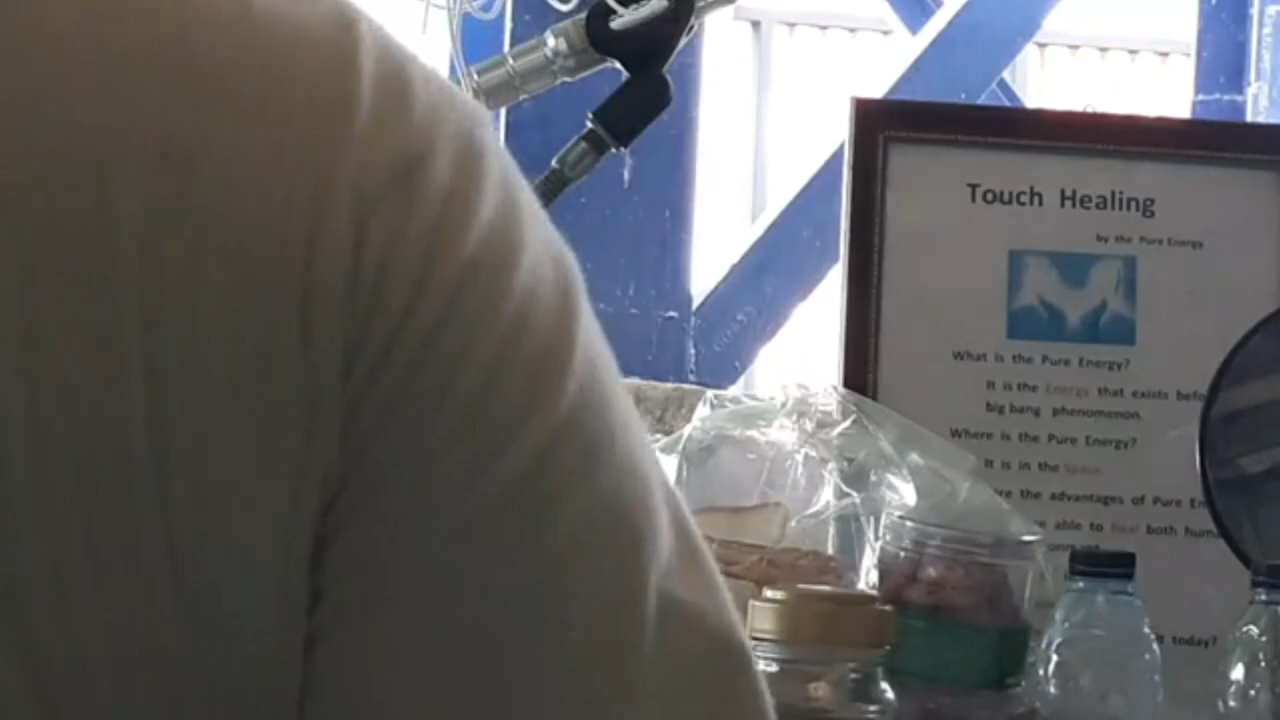 Touch Healing
by the Pure Energy
What is the Pure Energy?
It is the Energy that exists
big bang phenomenon.
Where is the Pure Energy?
It is in the Space.
the advantages of Pure
able to heal both
today?